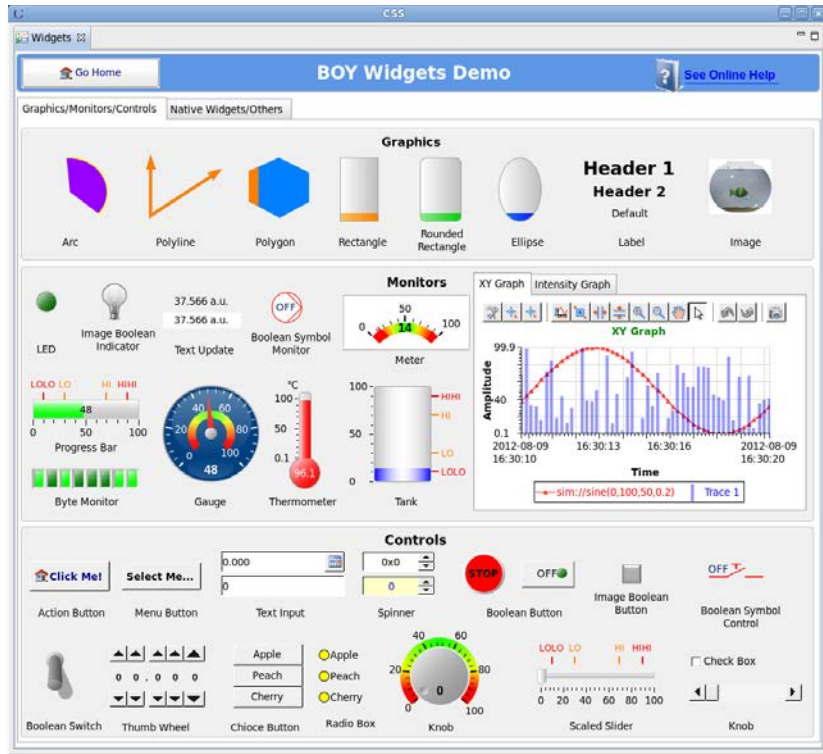 CSS
Widgets
Go Home
BOY Widgets Demo
See Online Help
Graphics/Monitors/Controls
Native Widgets/Others
Graphics
Header 1
Header 2
Default
Arc
Polyline
Polygon
Rectangle
Rounded
Rectangle
Ellipse
Label
Image
Monitors
LED
Image Boolean
Indicator
37.566 a.u.
37.566 a.u.
Text Update
OFF
Boolean Symbol
Monitor
0
50
100
14
Meter
LOLO LO HI HIHI
48
0 50 100
Progress Bar
Byte Monitor
0 20 40 60 80 100
48
Gauge
°C
100
50
0.1
96.1
Thermometer
100
50
0
HIHI
HI
LO
LOLO
Tank
XY Graph
Intensity Graph
XY Graph
Amplitude
99.9
40
0.1
2012-08-09
16:30:10
16:30:13
16:30:16
2012-08-09
16:30:20
Time
sim://sine(0,100,50,0.2)
Trace 1
Controls
Click Me!
Action Button
Select Me...
Menu Button
0.000
0
Text Input
0x0
0
Spinner
STOP
OFF
Boolean Button
Image Boolean
Button
OFF
Boolean Symbol
Control
Boolean Switch
0 0 . 0 0 0
Thumb Wheel
Apple
Peach
Cherry
Chioce Button
Apple
Peach
Cherry
Radio Box
0 20 40 60 80 100
0
Knob
LOLO LO HI HIHI
0 20 40 60 80 100
Scaled Slider
Check Box
Knob